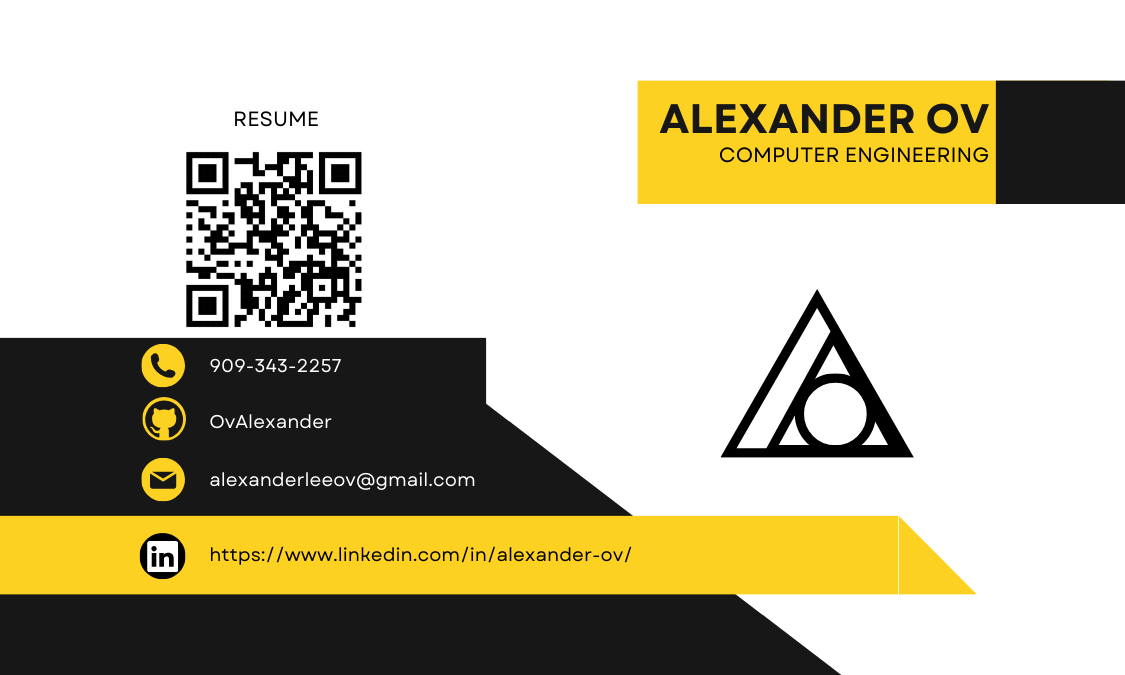 RESUME
ALEXANDER OV
COMPUTER ENGINEERING
909-343-2257
OvAlexander
alexanderleeov@gmail.com
in
https://www.linkedin.com/in/alexander-ov/